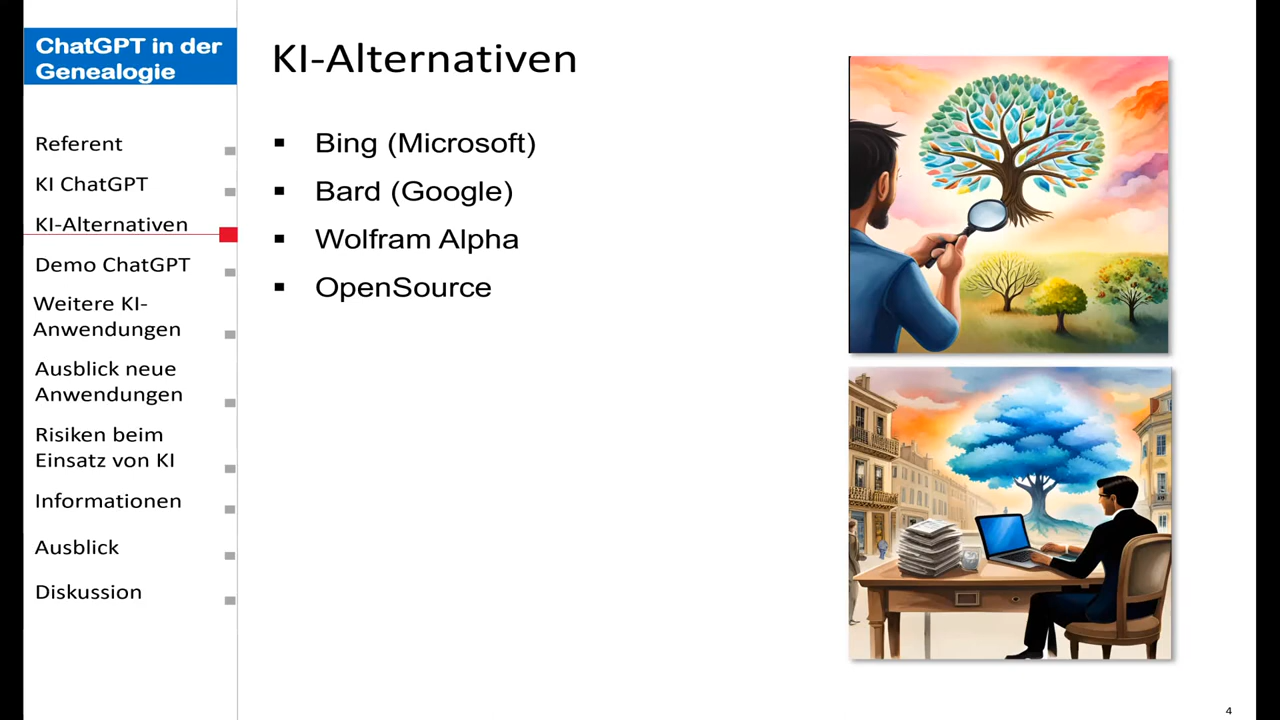 ChatGPT in der
Genealogie
Referent
KI ChatGPT
KI-Alternativen
Demo ChatGPT
Weitere KI-
Anwendungen
Ausblick neue
Anwendungen
Risiken beim
Einsatz von KI
Informationen
Ausblick
Diskussion
KI-Alternativen
▪ Bing (Microsoft)
▪ Bard (Google)
▪ Wolfram Alpha
▪ OpenSource
4